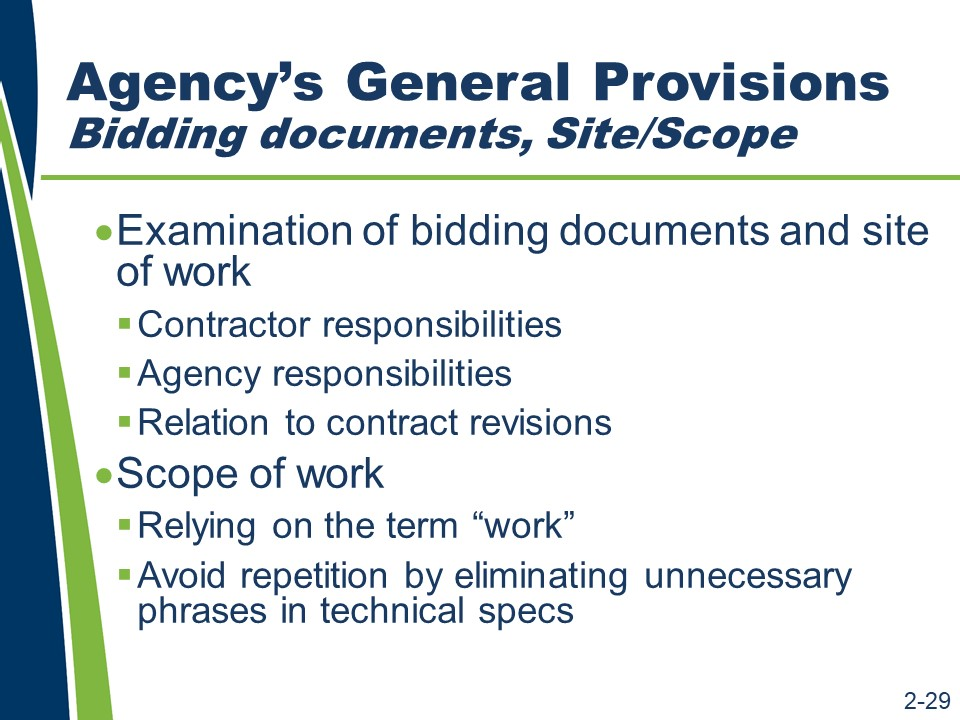 Agency’s General Provisions
Bidding documents, Site/Scope
•Examination of bidding documents and site
of work
▪Contractor responsibilities
▪Agency responsibilities
▪Relation to contract revisions
•Scope of work
▪Relying on the term “work”
▪Avoid repetition by eliminating unnecessary
phrases in technical specs
2-29